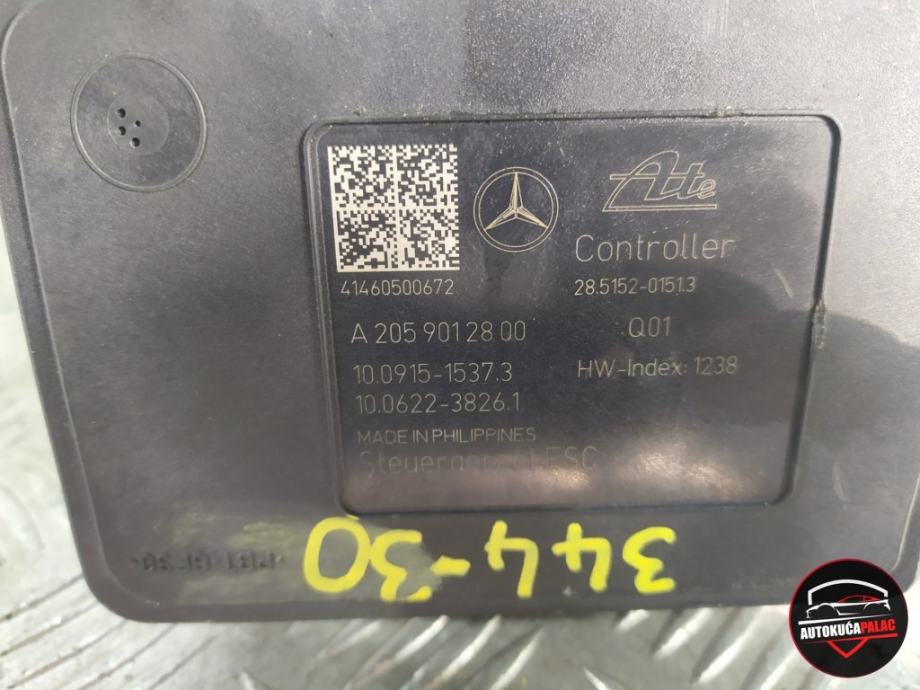 Ate
Controller
41460500672
28.5152-0151.3
A 205 901 28 00
Q01
10.0915-1537.3
HW-Index: 1238
10.0622-3826.1
MADE IN PHILIPPINES
ESC
344-30
AUTOKUĆA PALAC